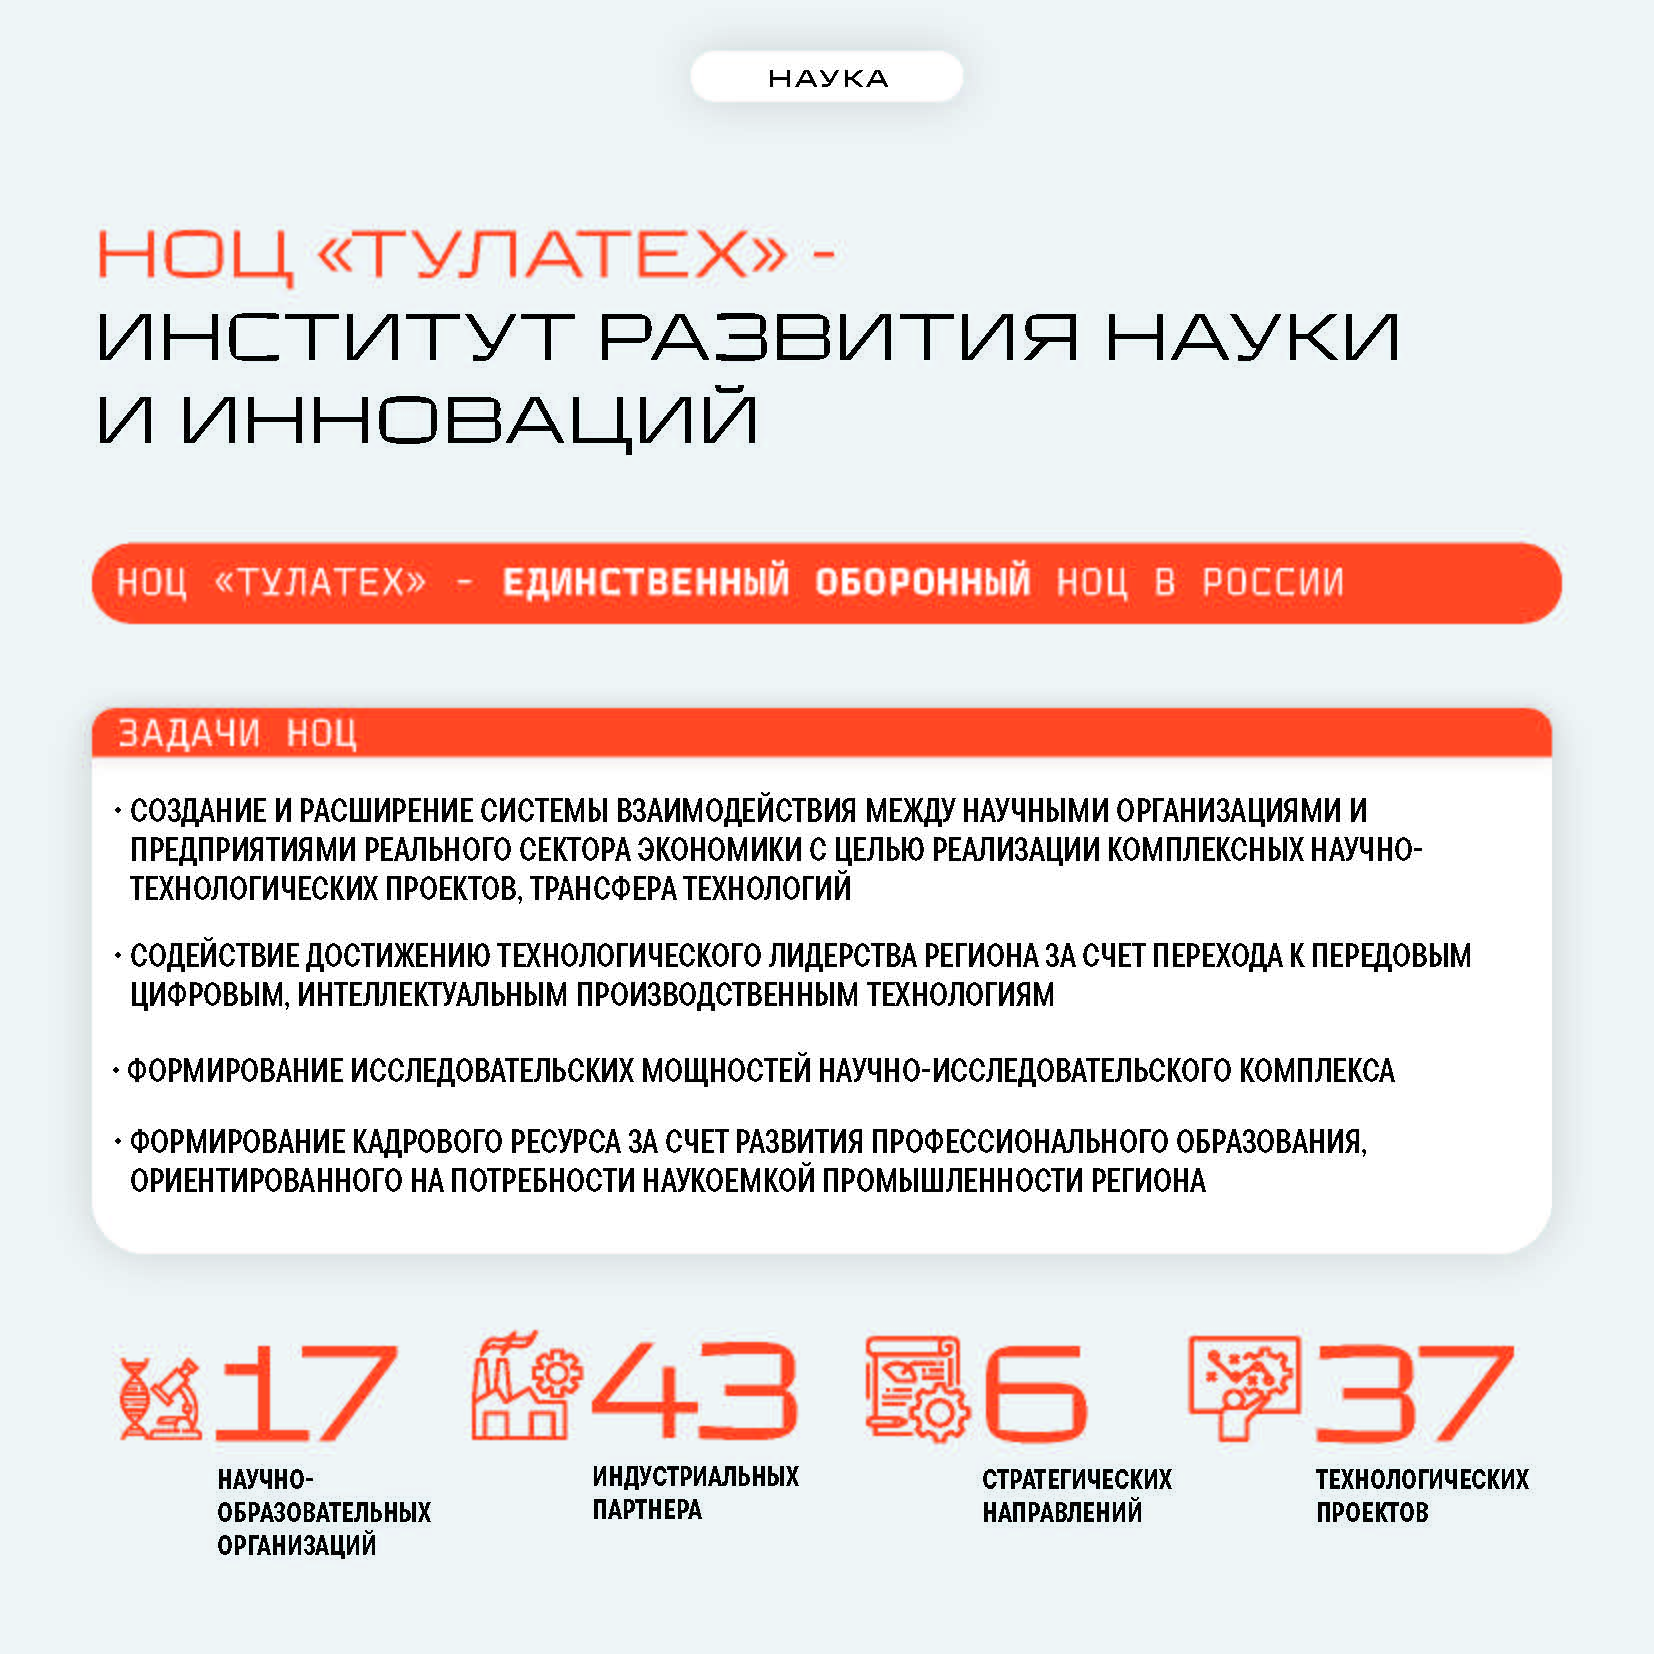 НАУКА
НОЦ «ТУЛАТЕХ» -
ИНСТИТУТ РАЗВИТИЯ НАУКИ
И ИННОВАЦИЙ
НОЦ «ТУЛАТЕХ» - ЕДИНСТВЕННЫЙ ОБОРОННЫЙ НОЦ В РОССИИ
ЗАДАЧИ НОЦ
· СОЗДАНИЕ И РАСШИРЕНИЕ СИСТЕМЫ ВЗАИМОДЕЙСТВИЯ МЕЖДУ НАУЧНЫМИ ОРГАНИЗАЦИЯМИ И
ПРЕДПРИЯТИЯМИ РЕАЛЬНОГО СЕКТОРА ЭКОНОМИКИ С ЦЕЛЬЮ РЕАЛИЗАЦИИ КОМПЛЕКСНЫХ НАУЧНО-
ТЕХНОЛОГИЧЕСКИХ ПРОЕКТОВ, ТРАНСФЕРА ТЕХНОЛОГИЙ
· СОДЕЙСТВИЕ ДОСТИЖЕНИЮ ТЕХНОЛОГИЧЕСКОГО ЛИДЕРСТВА РЕГИОНА ЗА СЧЕТ ПЕРЕХОДА К ПЕРЕДОВЫМ
ЦИФРОВЫМ, ИНТЕЛЛЕКТУАЛЬНЫМ ПРОИЗВОДСТВЕННЫМ ТЕХНОЛОГИЯМ
· ФОРМИРОВАНИЕ ИССЛЕДОВАТЕЛЬСКИХ МОЩНОСТЕЙ НАУЧНО-ИССЛЕДОВАТЕЛЬСКОГО КОМПЛЕКСА
· ФОРМИРОВАНИЕ КАДРОВОГО РЕСУРСА ЗА СЧЕТ РАЗВИТИЯ ПРОФЕССИОНАЛЬНОГО ОБРАЗОВАНИЯ,
ОРИЕНТИРОВАННОГО НА ПОТРЕБНОСТИ НАУКОЕМКОЙ ПРОМЫШЛЕННОСТИ РЕГИОНА
17
НАУЧНО-
ОБРАЗОВАТЕЛЬНЫХ
ОРГАНИЗАЦИЙ
43
ИНДУСТРИАЛЬНЫХ
ПАРТНЕРА
6
СТРАТЕГИЧЕСКИХ
НАПРАВЛЕНИЙ
37
ТЕХНОЛОГИЧЕСКИХ
ПРОЕКТОВ